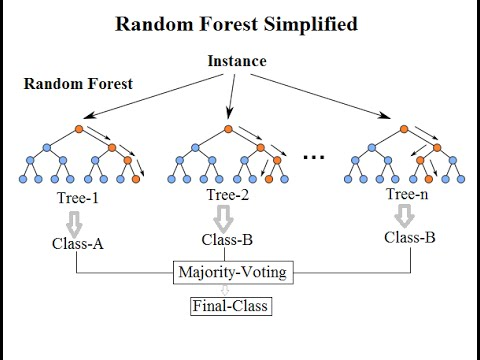 Random Forest Simplified
Instance
Random Forest
...
Tree-1
Tree-2
Tree-n
Class-A
Class-B
Class-B
Majority-Voting
Final-Class